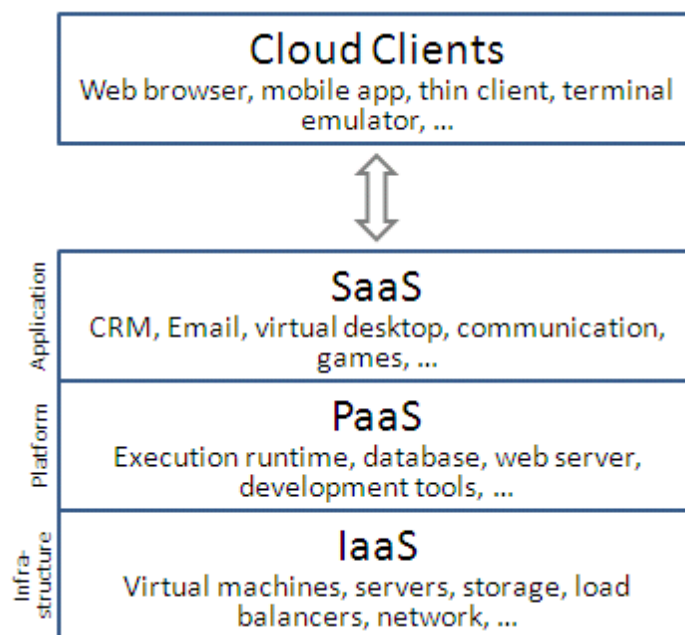 Cloud Clients
Web browser, mobile app, thin client, terminal
emulator, ...
Application
SaaS
CRM, Email, virtual desktop, communication,
games, ...
Platform
PaaS
Execution runtime, database, web server,
development tools, ...
Infra-
structure
IaaS
Virtual machines, servers, storage, load
balancers, network, ...